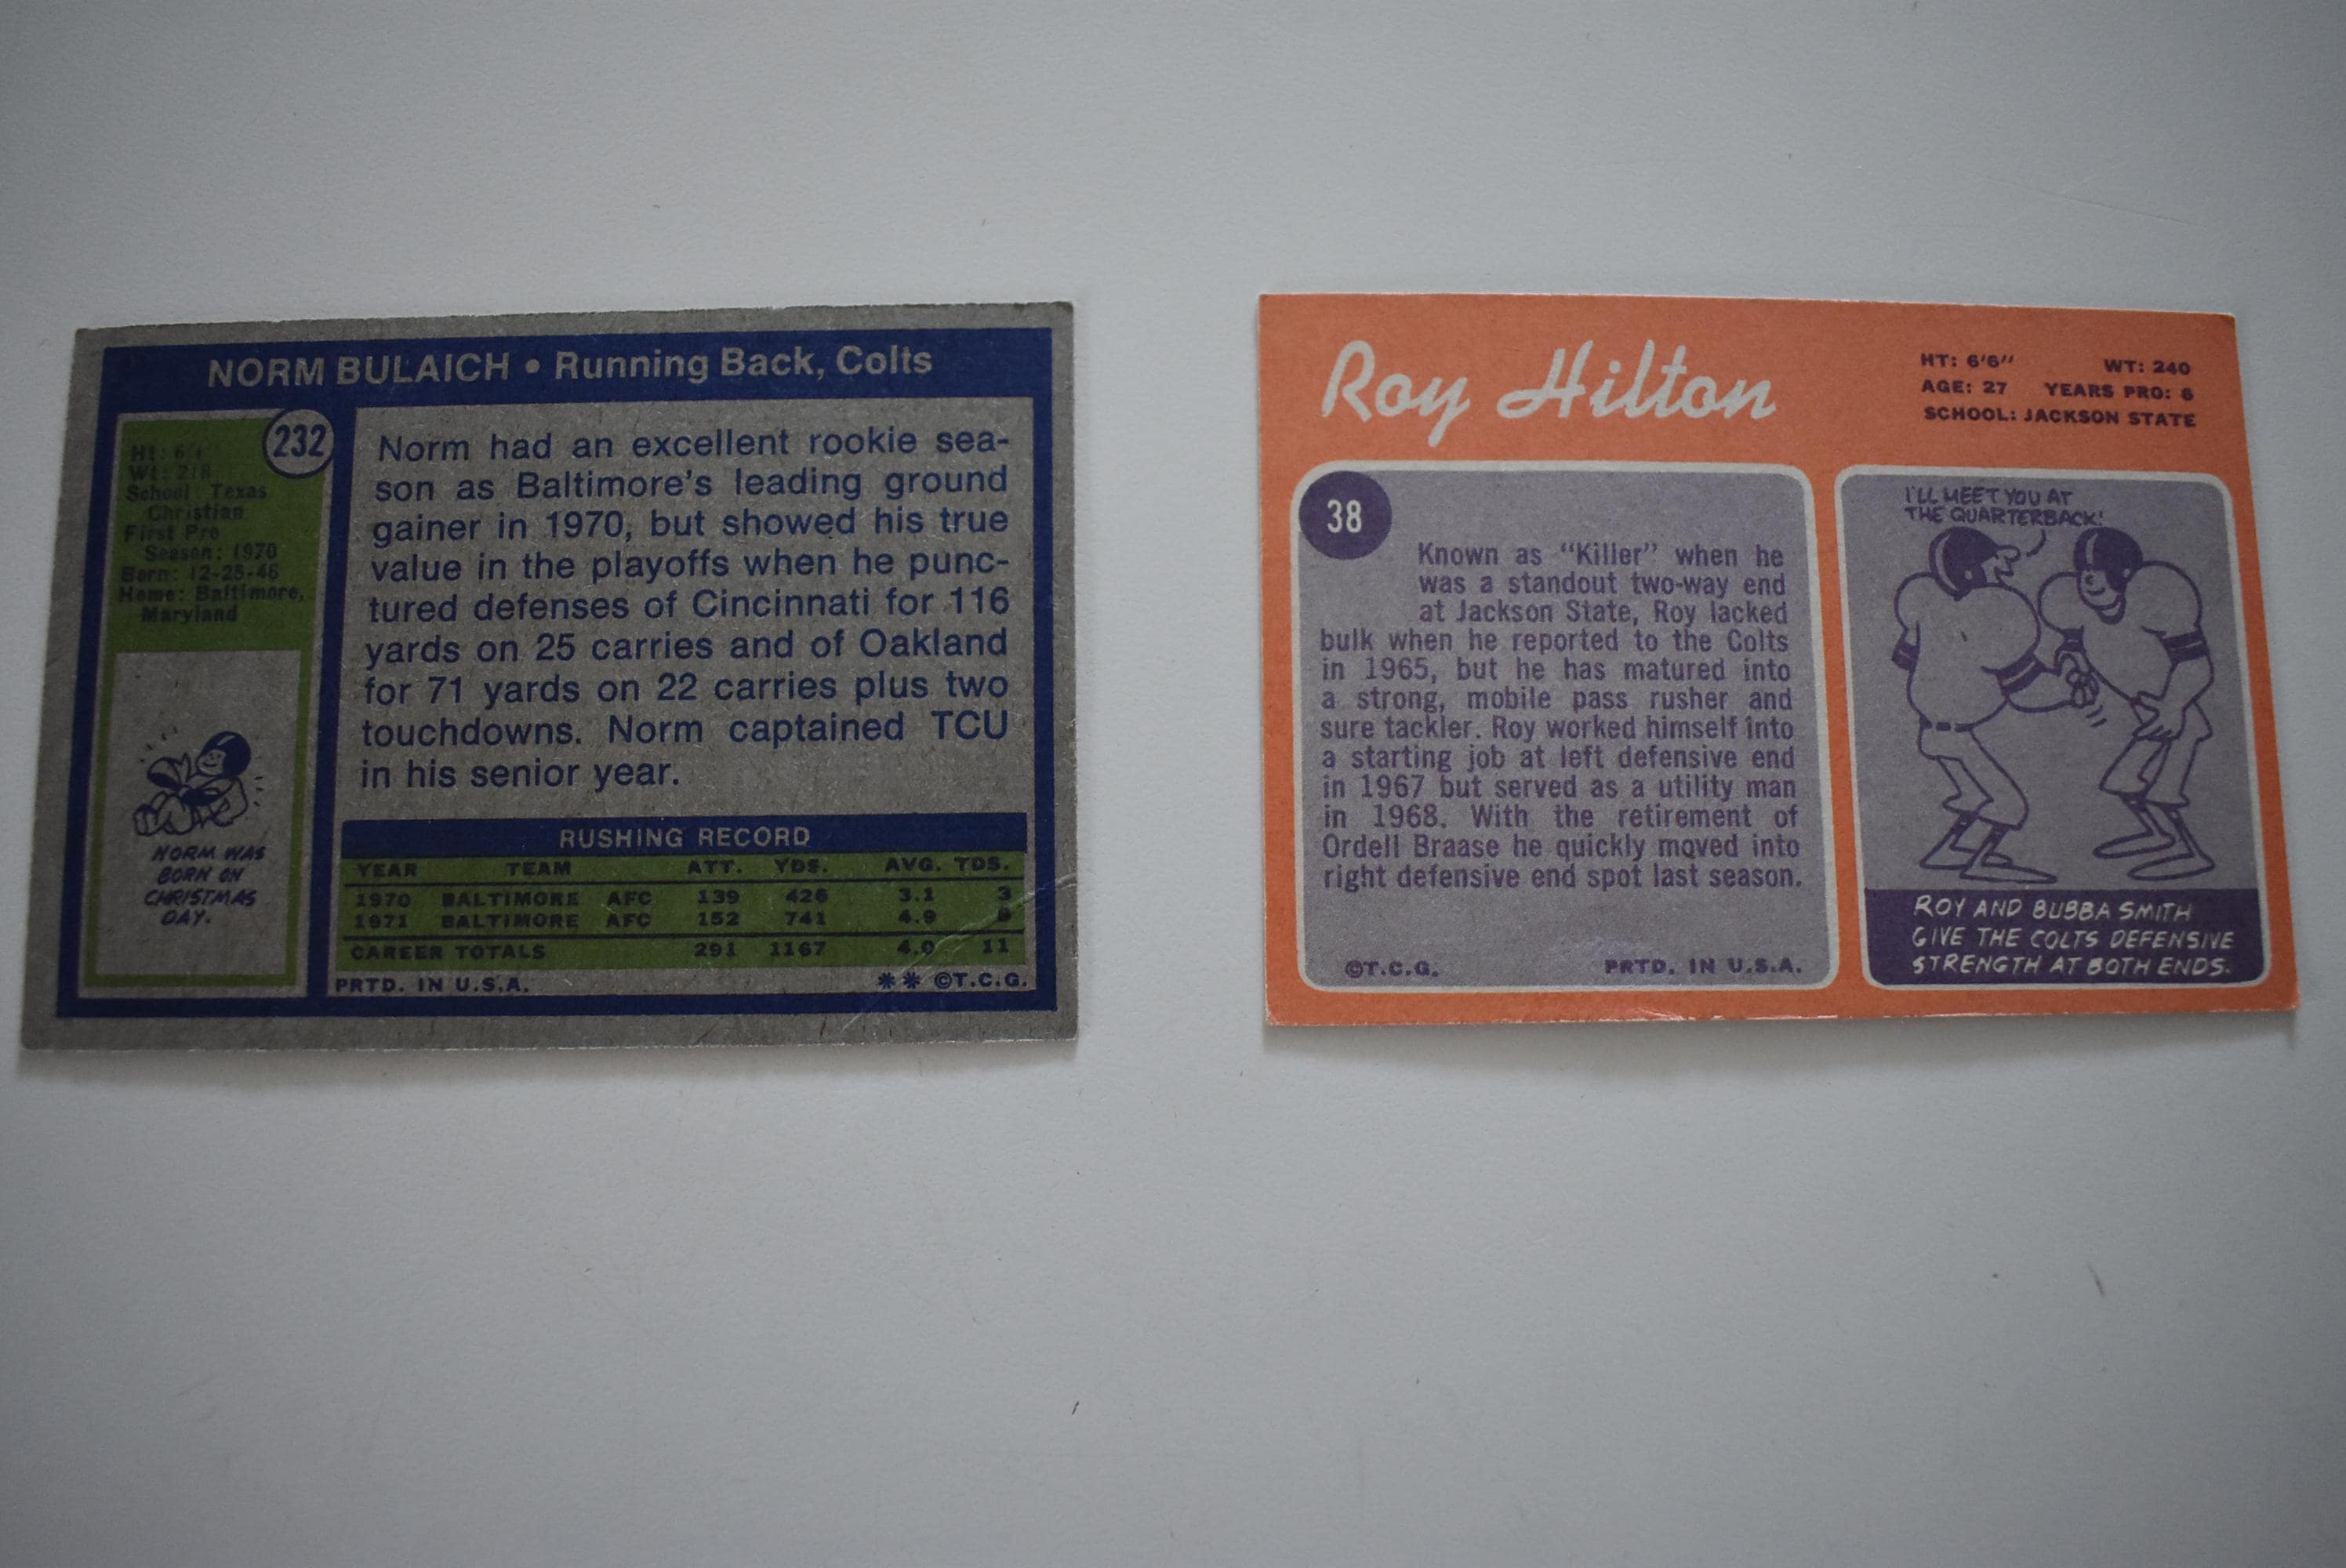 NORM BULAICH • Running Back, Colts
232
Ht: 6'1
Wt: 218
School: Texas
Christian
First Pro
Season: 1970
Born: 12-25-46
Home: Baltimore,
Maryland
NORM WAS
BORN ON
CHRISTMAS
DAY.
Norm had an excellent rookie sea-
son as Baltimore's leading ground
gainer in 1970, but showed his true
value in the playoffs when he punc-
tured defenses of Cincinnati for 116
yards on 25 carries and of Oakland
for 71 yards on 22 carries plus two
touchdowns. Norm captained TCU
in his senior year.
RUSHING RECORD
YEAR TEAM ATT. YDS. AVG. TDS.
1970 BALTIMORE AFC 139 426 3.1 3
1971 BALTIMORE AFC 152 741 4.9 8
CAREER TOTALS 291 1167 4.0 11
PRTD. IN U.S.A. ** ©T.C.G.
Roy Hilton
HT: 6'6" WT: 240
AGE: 27 YEARS PRO: 6
SCHOOL: JACKSON STATE
38
Known as "Killer" when he
was a standout two-way end
at Jackson State, Roy lacked
bulk when he reported to the Colts
in 1965, but he has matured into
a strong, mobile pass rusher and
sure tackler. Roy worked himself into
a starting job at left defensive end
in 1967 but served as a utility man
in 1968. With the retirement of
Ordell Braase he quickly moved into
right defensive end spot last season.
©T.C.G. PRTD. IN U.S.A.
I'LL MEET YOU AT
THE QUARTERBACK!
ROY AND BUBBA SMITH
GIVE THE COLTS DEFENSIVE
STRENGTH AT BOTH ENDS.